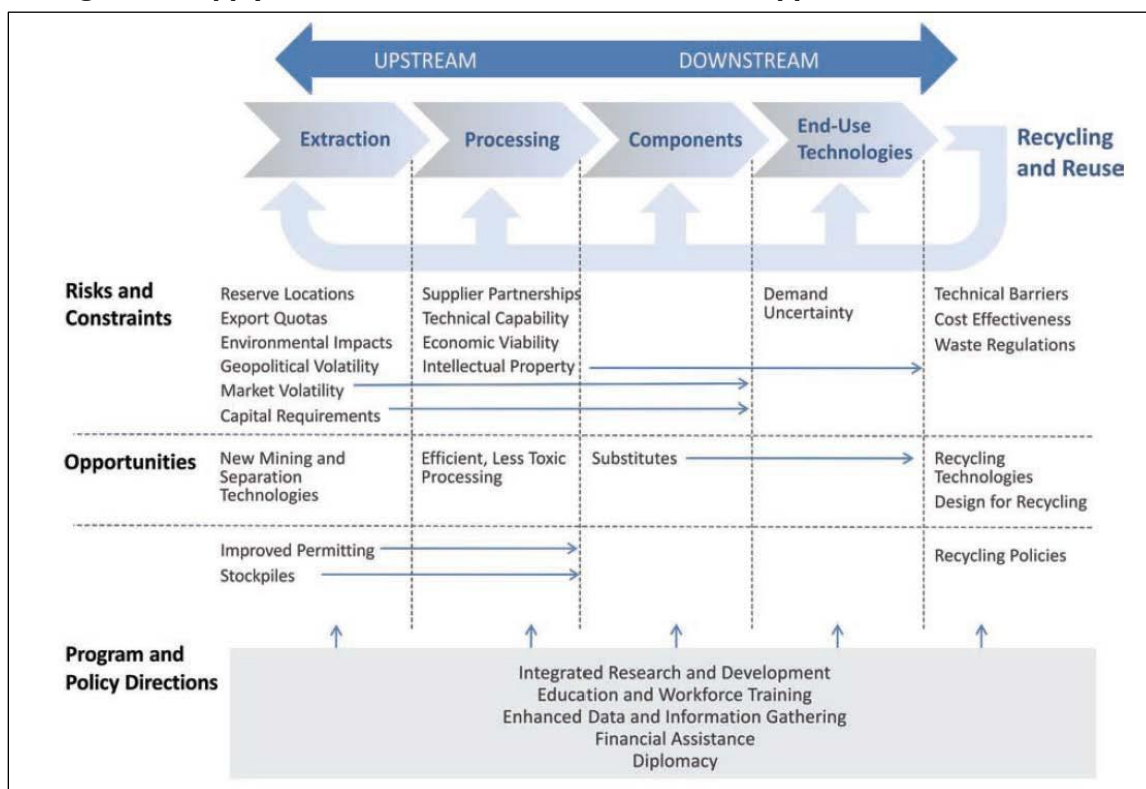 UPSTREAM
DOWNSTREAM
Extraction
Processing
Components
End-Use
Technologies
Recycling
and Reuse
Risks and
Constraints
Reserve Locations
Export Quotas
Environmental Impacts
Geopolitical Volatility
Market Volatility
Capital Requirements
Supplier Partnerships
Technical Capability
Economic Viability
Intellectual Property
Demand
Uncertainty
Technical Barriers
Cost Effectiveness
Waste Regulations
Opportunities
New Mining and
Separation
Technologies
Efficient, Less Toxic
Processing
Substitutes
Recycling
Technologies
Design for Recycling
Improved Permitting
Stockpiles
Recycling Policies
Program and
Policy Directions
Integrated Research and Development
Education and Workforce Training
Enhanced Data and Information Gathering
Financial Assistance
Diplomacy